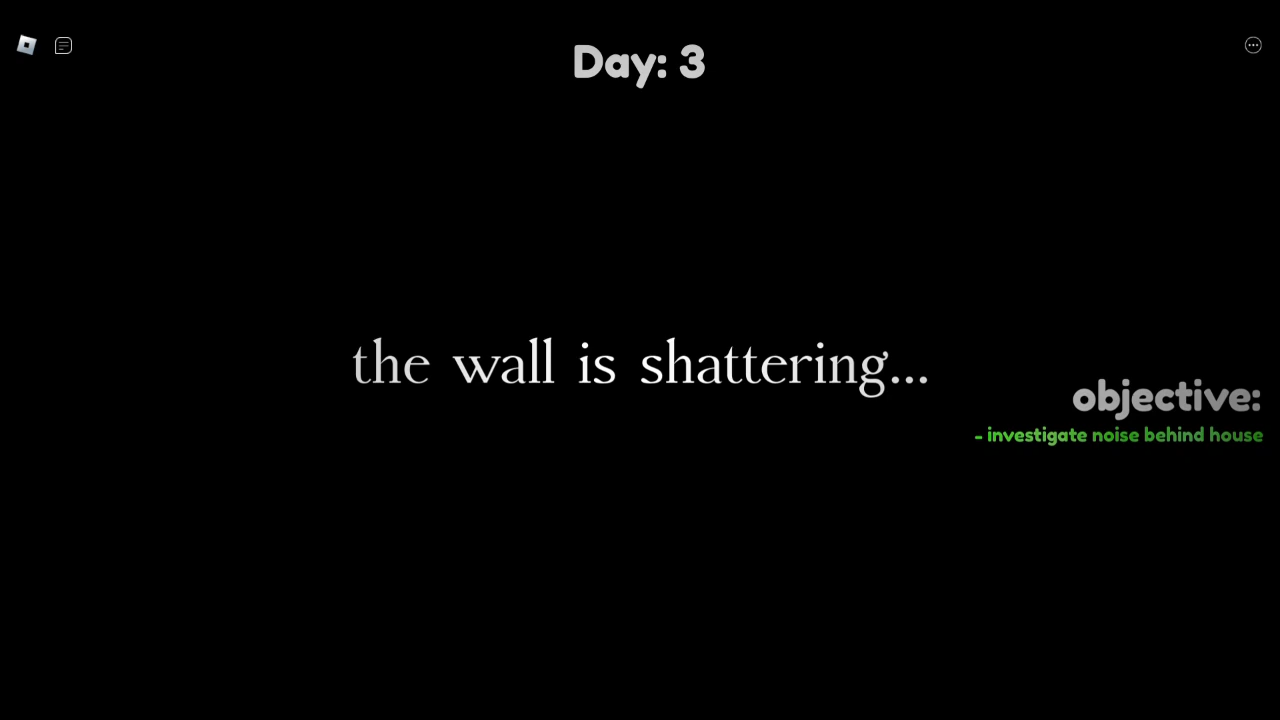 Day: 3
the wall is shattering...
objective:
- investigate noise behind house